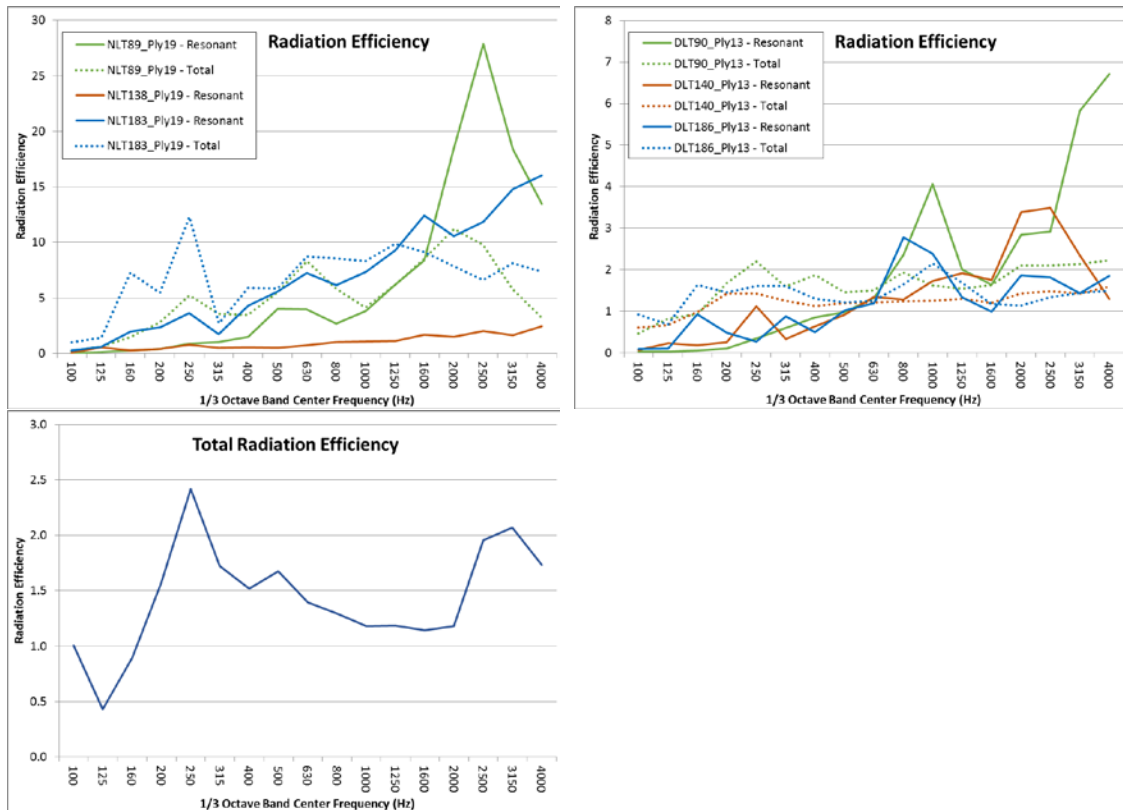 Radiation Efficiency
NLT89_Ply19 - Resonant
NLT89_Ply19 - Total
NLT138_Ply19 - Resonant
NLT183_Ply19 - Resonant
NLT183_Ply19 - Total
Radiation Efficiency
30
25
20
15
10
5
0
100 125 160 200 250 315 400 500 630 800 1000 1250 1600 2000 2500 3150 4000
1/3 Octave Band Center Frequency (Hz)
Radiation Efficiency
DLT90_Ply13 - Resonant
DLT90_Ply13 - Total
DLT140_Ply13 - Resonant
DLT140_Ply13 - Total
DLT186_Ply13 - Resonant
DLT186_Ply13 - Total
Radiation Efficiency
8
7
6
5
4
3
2
1
0
100 125 160 200 250 315 400 500 630 800 1000 1250 1600 2000 2500 3150 4000
1/3 Octave Band Center Frequency (Hz)
Total Radiation Efficiency
Radiation Efficiency
3.0
2.5
2.0
1.5
1.0
0.5
0.0
100 125 160 200 250 315 400 500 630 800 1000 1250 1600 2000 2500 3150 4000
1/3 Octave Band Center Frequency (Hz)